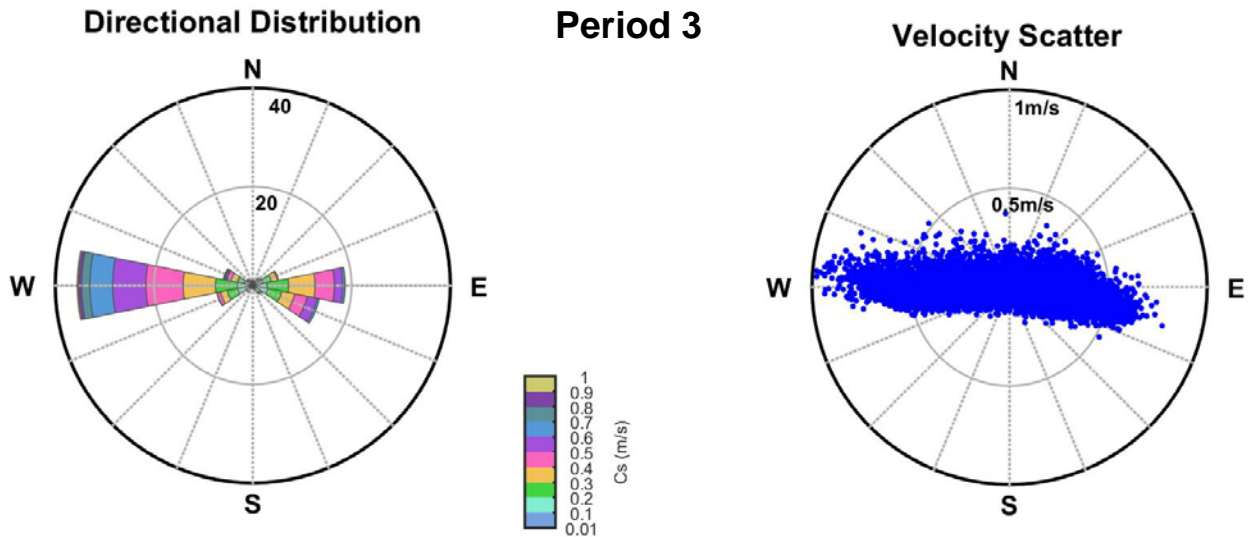 Directional Distribution
Period 3
Velocity Scatter
N
40
20
W
E
S
1
0.9
0.8
0.7
0.6
0.5
0.4
0.3
0.2
0.1
0.01
Cs (m/s)
N
1m/s
0.5m/s
W
E
S